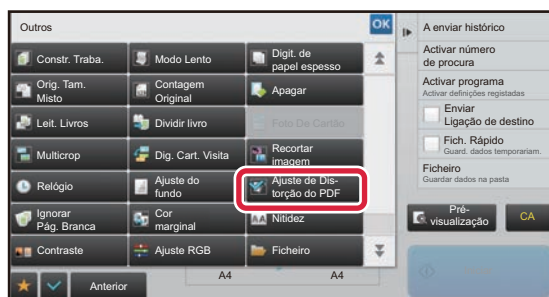 Outros
OK
Constr. Traba.
Modo Lento
Digit. de
papel espesso
Orig. Tam.
Misto
Contagem
Original
Apagar
Leit. Livros
Dividir livro
Foto De Cartão
Multicrop
Dig. Cart. Visita
Recortar
imagem
Relógio
Ajuste do
fundo
Ajuste de Dis-
torção do PDF
Ignorar
Pág. Branca
Cor
marginal
Nitidez
Contraste
Ajuste RGB
Ficheiro
Anterior
A4
A4
A enviar histórico
Activar número
de procura
Activar programa
Activar definições registadas
Enviar
Ligação de destino
Fich. Rápido
Guard. dados temporariam.
Ficheiro
Guardar dados na pasta
Pré-
visualização
CA